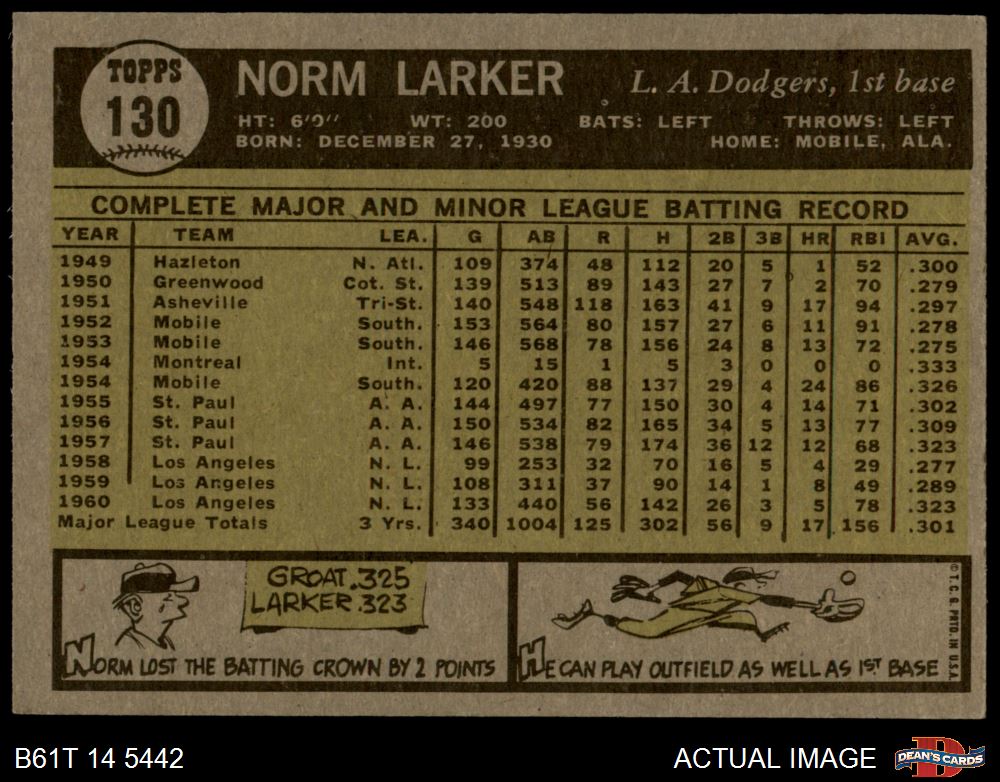 TOPPS
130
NORM LARKER
L. A. Dodgers, 1st base
HT: 6'0" WT: 200 BATS: LEFT THROWS: LEFT
BORN: DECEMBER 27, 1930 HOME: MOBILE, ALA.
COMPLETE MAJOR AND MINOR LEAGUE BATTING RECORD
YEAR TEAM LEA. G AB R H 2B 3B HR RBI AVG.
1949 Hazleton N. Atl. 109 374 48 112 20 5 1 52 .300
1950 Greenwood Cot. St. 139 513 89 143 27 7 2 70 .279
1951 Asheville Tri-St. 140 548 118 163 41 9 17 94 .297
1952 Mobile South. 153 564 80 157 27 6 11 91 .278
1953 Mobile South. 146 568 78 156 24 8 13 72 .275
1954 Montreal Int. 5 15 1 5 3 0 0 0 .333
1954 Mobile South. 120 420 88 137 29 4 24 86 .326
1955 St. Paul A. A. 144 497 77 150 30 4 14 71 .302
1956 St. Paul A. A. 150 534 82 165 34 5 13 77 .309
1957 St. Paul A. A. 146 538 79 174 36 12 12 68 .323
1958 Los Angeles N. L. 99 253 32 70 16 5 4 29 .277
1959 Los Angeles N. L. 108 311 37 90 14 1 8 49 .289
1960 Los Angeles N. L. 133 440 56 142 26 3 5 78 .323
Major League Totals 3 Yrs. 340 1004 125 302 56 9 17 156 .301
GROAT .325
LARKER .323
NORM LOST THE BATTING CROWN BY 2 POINTS
HE CAN PLAY OUTFIELD AS WELL AS 1ST BASE
© T. C. G. PRTD. IN U.S.A.
B61T 14 5442
ACTUAL IMAGE
D
DEAN'S CARDS